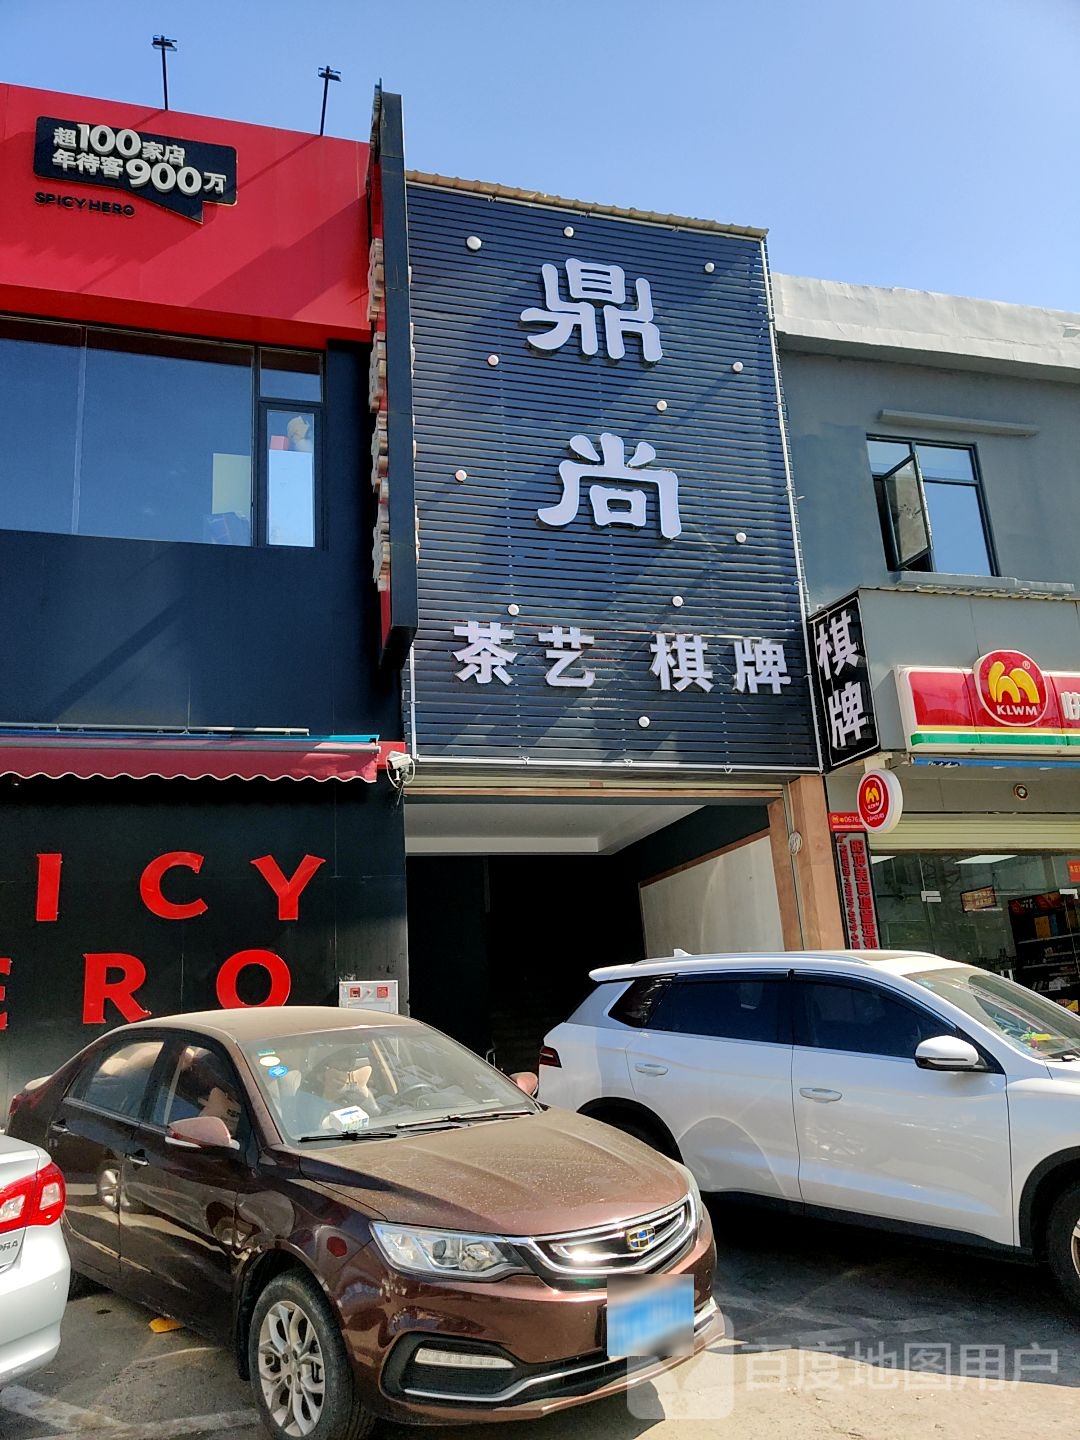 超100家店
年待客900万
SPICY HERO
鼎
尚
茶艺 棋牌
棋牌
KLWM
ICY
ERO
百度地图用户